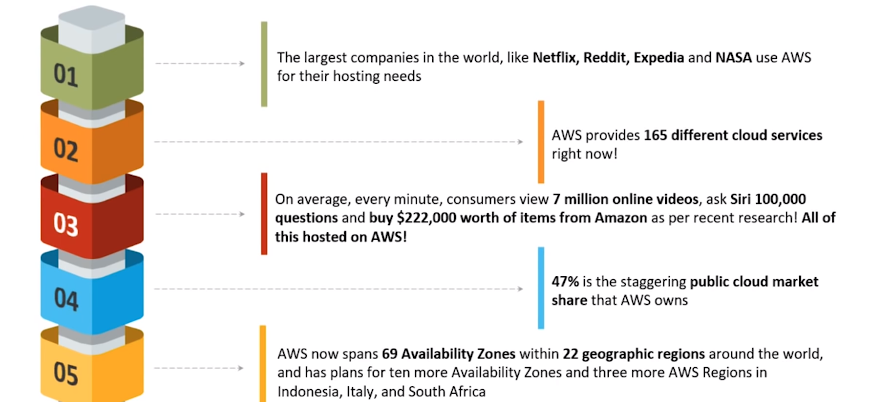 01
The largest companies in the world, like Netflix, Reddit, Expedia and NASA use AWS
for their hosting needs
02
AWS provides 165 different cloud services
right now!
03
On average, every minute, consumers view 7 million online videos, ask Siri 100,000
questions and buy $222,000 worth of items from Amazon as per recent research! All of
this hosted on AWS!
04
47% is the staggering public cloud market
share that AWS owns
05
AWS now spans 69 Availability Zones within 22 geographic regions around the world,
and has plans for ten more Availability Zones and three more AWS Regions in
Indonesia, Italy, and South Africa